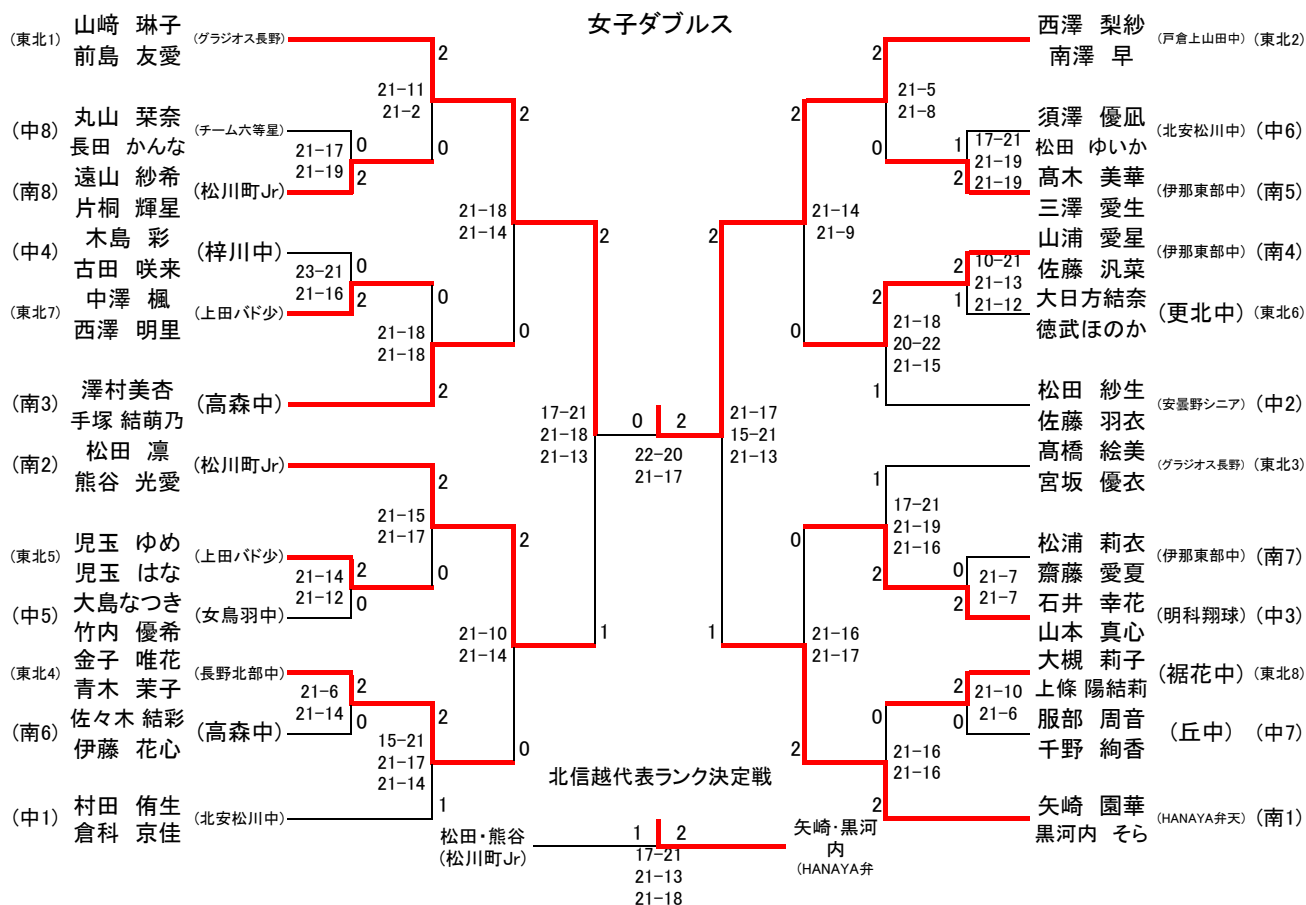 女子ダブルス
(東北1) 山﨑 琳子 (グラジオス長野)
前島 友愛
2
21-11
21-2
(中8) 丸山 栞奈 (チーム六等星)
長田 かんな
0
21-17
21-19
0
(南8) 遠山 紗希 (松川町Jr)
片桐 輝星
2
2
21-18
21-14
(中4) 木島 彩 (梓川中)
古田 咲来
0
23-21
21-16
(東北7) 中澤 楓 (上田バド少)
西澤 明里
2
0
21-18
21-18
0
(南3) 澤村美杏 (高森中)
手塚 結萌乃
2
2
17-21
21-18
21-13
(南2) 松田 凛 (松川町Jr)
熊谷 光愛
2
21-15
21-17
(東北5) 児玉 ゆめ (上田バド少)
児玉 はな
2
21-14
21-12
0
(中5) 大島なつき (女鳥羽中)
竹内 優希
0
2
21-10
21-14
1
(東北4) 金子 唯花 (長野北部中)
青木 茉子
2
21-6
21-14
(南6) 佐々木 結彩 (高森中)
伊藤 花心
0
2
15-21
21-17
21-14
0
(中1) 村田 侑生 (北安松川中)
倉科 京佳
1
0 2
22-20
21-17
西澤 梨紗 (戸倉上山田中) (東北2)
南澤 早
2
21-5
21-8
須澤 優凪 (北安松川中) (中6)
松田 ゆいか
1
17-21
21-19
21-19
0
髙木 美華 (伊那東部中) (南5)
三澤 愛生
2
2
21-14
21-9
山浦 愛星 (伊那東部中) (南4)
佐藤 汎菜
2
10-21
21-13
21-12
大日方結奈 (更北中) (東北6)
徳武ほのか
1
2
21-18
20-22
21-15
0
松田 紗生 (安曇野シニア) (中2)
佐藤 羽衣
1
2
21-17
15-21
21-13
髙橋 絵美 (グラジオス長野) (東北3)
宮坂 優衣
1
17-21
21-19
21-16
松浦 莉衣 (伊那東部中) (南7)
齋藤 愛夏
0
21-7
21-7
2
石井 幸花 (明科翔球) (中3)
山本 真心
2
0
21-16
21-17
1
大槻 莉子 (裾花中) (東北8)
上條 陽結莉
2
21-10
21-6
服部 周音 (丘中) (中7)
千野 絢香
0
0
21-16
21-16
2
矢崎 園華 (HANAYA弁天) (南1)
黒河内 そら
2
北信越代表ランク決定戦
松田・熊谷
(松川町Jr)
1 2
17-21
21-13
21-18
矢崎・黒河
内
(HANAYA弁